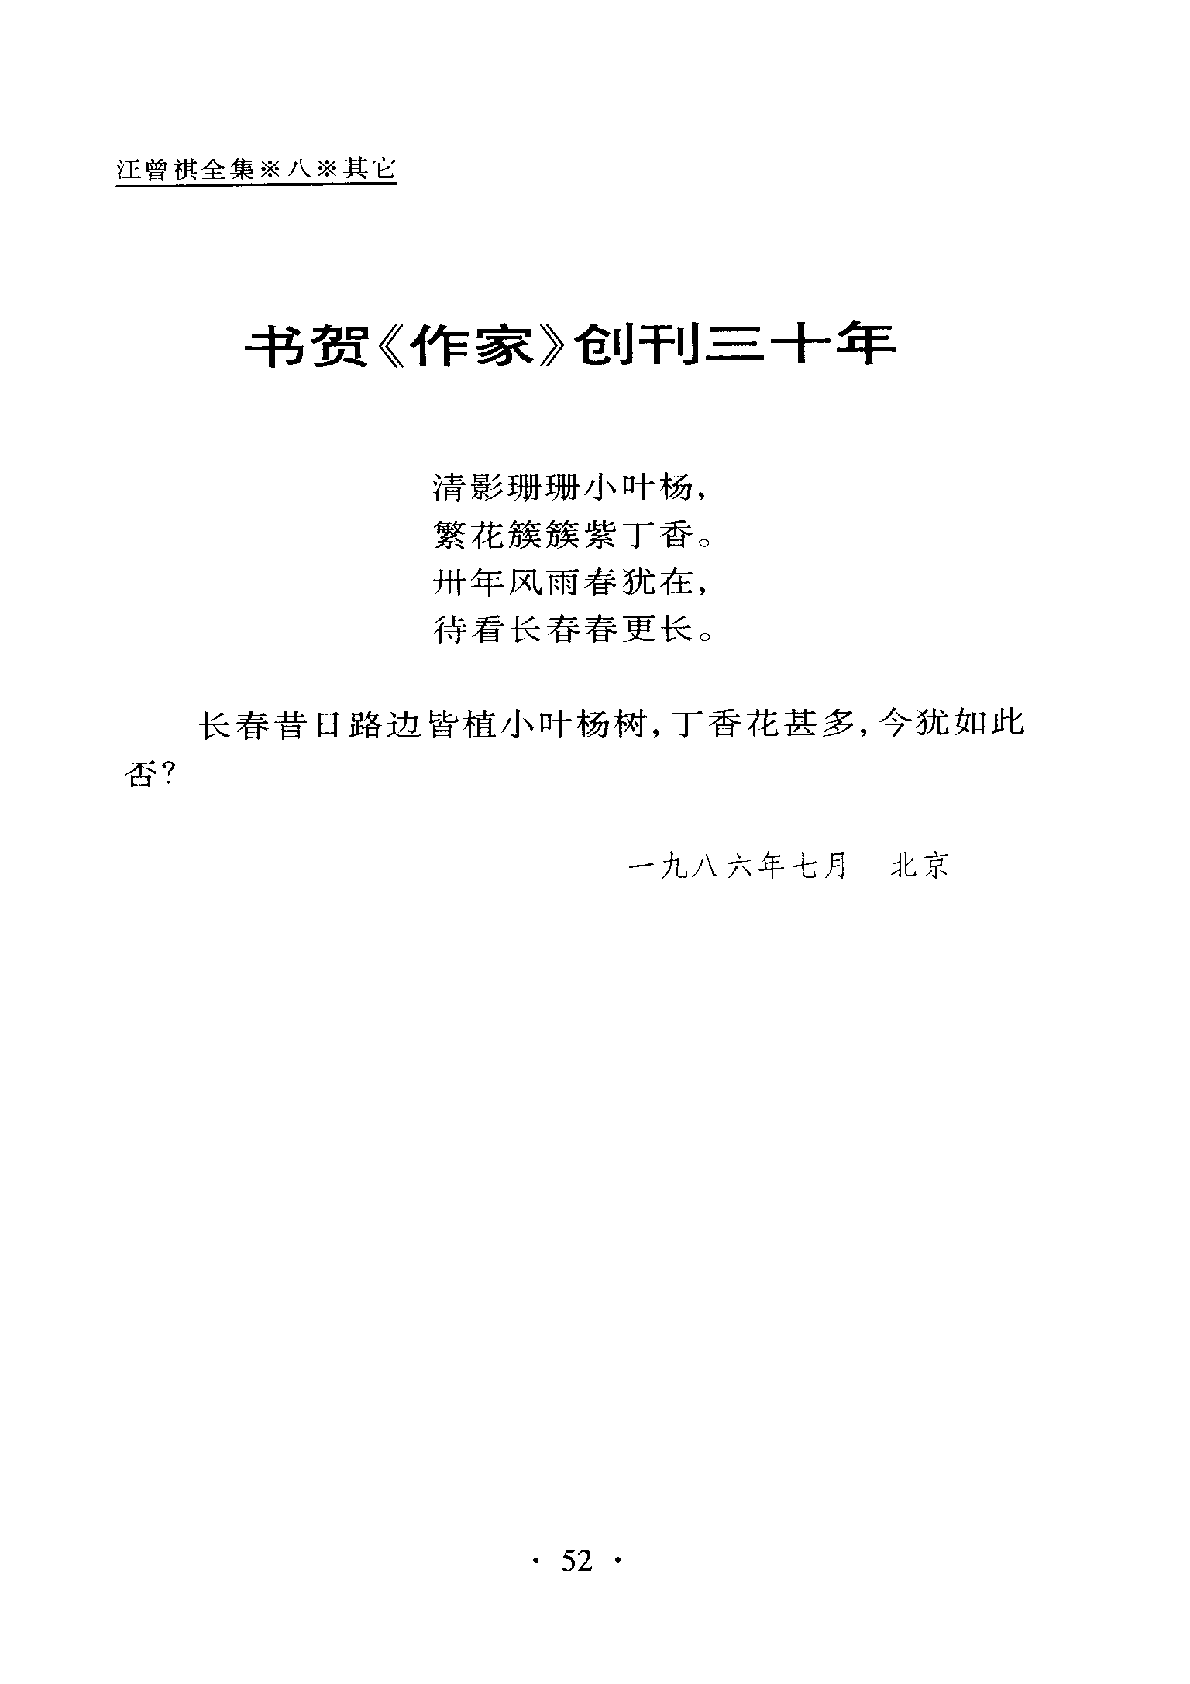 汪曾祺全集※八※其它
书贺《作家》创刊三十年
清影珊珊小叶杨，
繁花簇簇紫丁香。
卅年风雨春犹在，
待看长春春更长。
长春昔日路边皆植小叶杨树，丁香花甚多，今犹如此
否？
一九八六年七月　北京
· 52 ·